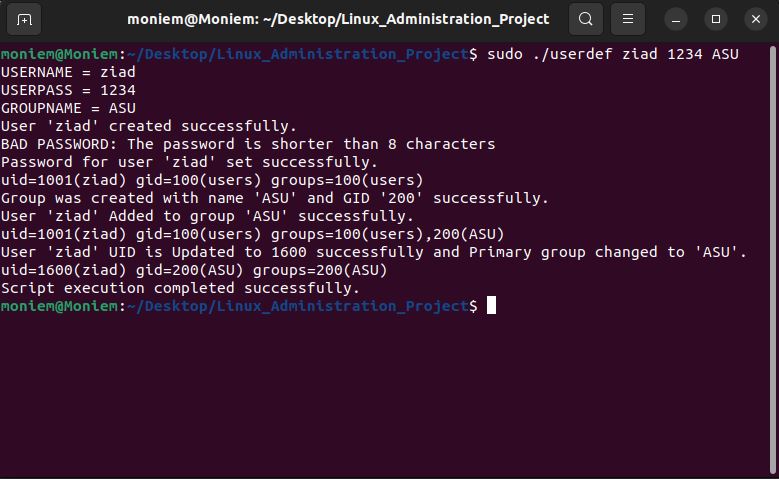 moniem@Moniem: ~/Desktop/Linux_Administration_Project
moniem@Moniem:~/Desktop/Linux_Administration_Project$ sudo ./userdef ziad 1234 ASU
USERNAME = ziad
USERPASS = 1234
GROUPNAME = ASU
User 'ziad' created successfully.
BAD PASSWORD: The password is shorter than 8 characters
Password for user 'ziad' set successfully.
uid=1001(ziad) gid=100(users) groups=100(users)
Group was created with name 'ASU' and GID '200' successfully.
User 'ziad' Added to group 'ASU' successfully.
uid=1001(ziad) gid=100(users) groups=100(users),200(ASU)
User 'ziad' UID is Updated to 1600 successfully and Primary group changed to 'ASU'.
uid=1600(ziad) gid=200(ASU) groups=200(ASU)
Script execution completed successfully.
moniem@Moniem:~/Desktop/Linux_Administration_Project$